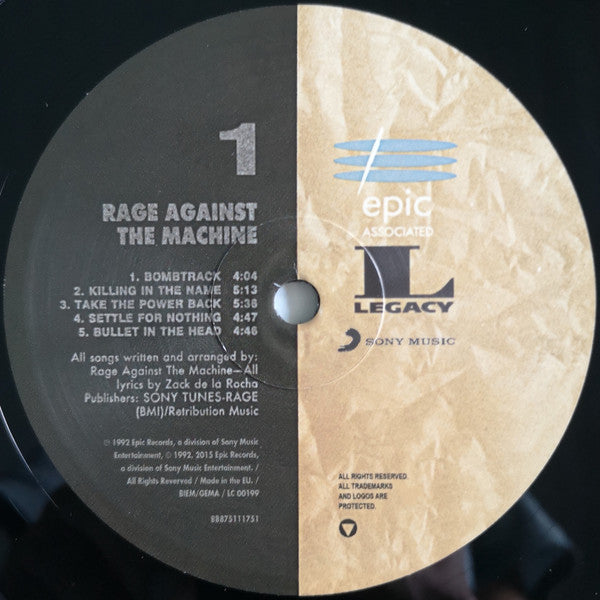 1
RAGE AGAINST
THE MACHINE
1. BOMBTRACK 4:04
2. KILLING IN THE NAME 5:13
3. TAKE THE POWER BACK 5:36
4. SETTLE FOR NOTHING 4:47
5. BULLET IN THE HEAD 4:46
All songs written and arranged by:
Rage Against The Machine—All
lyrics by Zack de la Rocha
Publishers: SONY TUNES-RAGE
(BMI)/Retribution Music
℗ 1992 Epic Records, a division of Sony Music
Entertainment, © 1992, 2015 Epic Records,
a division of Sony Music Entertainment. /
All Rights Reserved / Made in the EU. /
BIEM/GEMA / LC 00199
88875111751
epic
ASSOCIATED
L
LEGACY
SONY MUSIC
ALL RIGHTS RESERVED.
ALL TRADEMARKS
AND LOGOS ARE
PROTECTED.